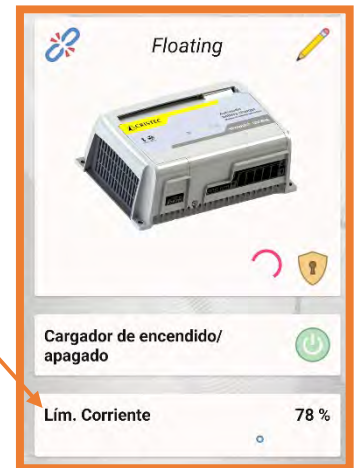 Floating
CRISTEC
Cargador de encendido/
apagado
Lím. Corriente 78 %